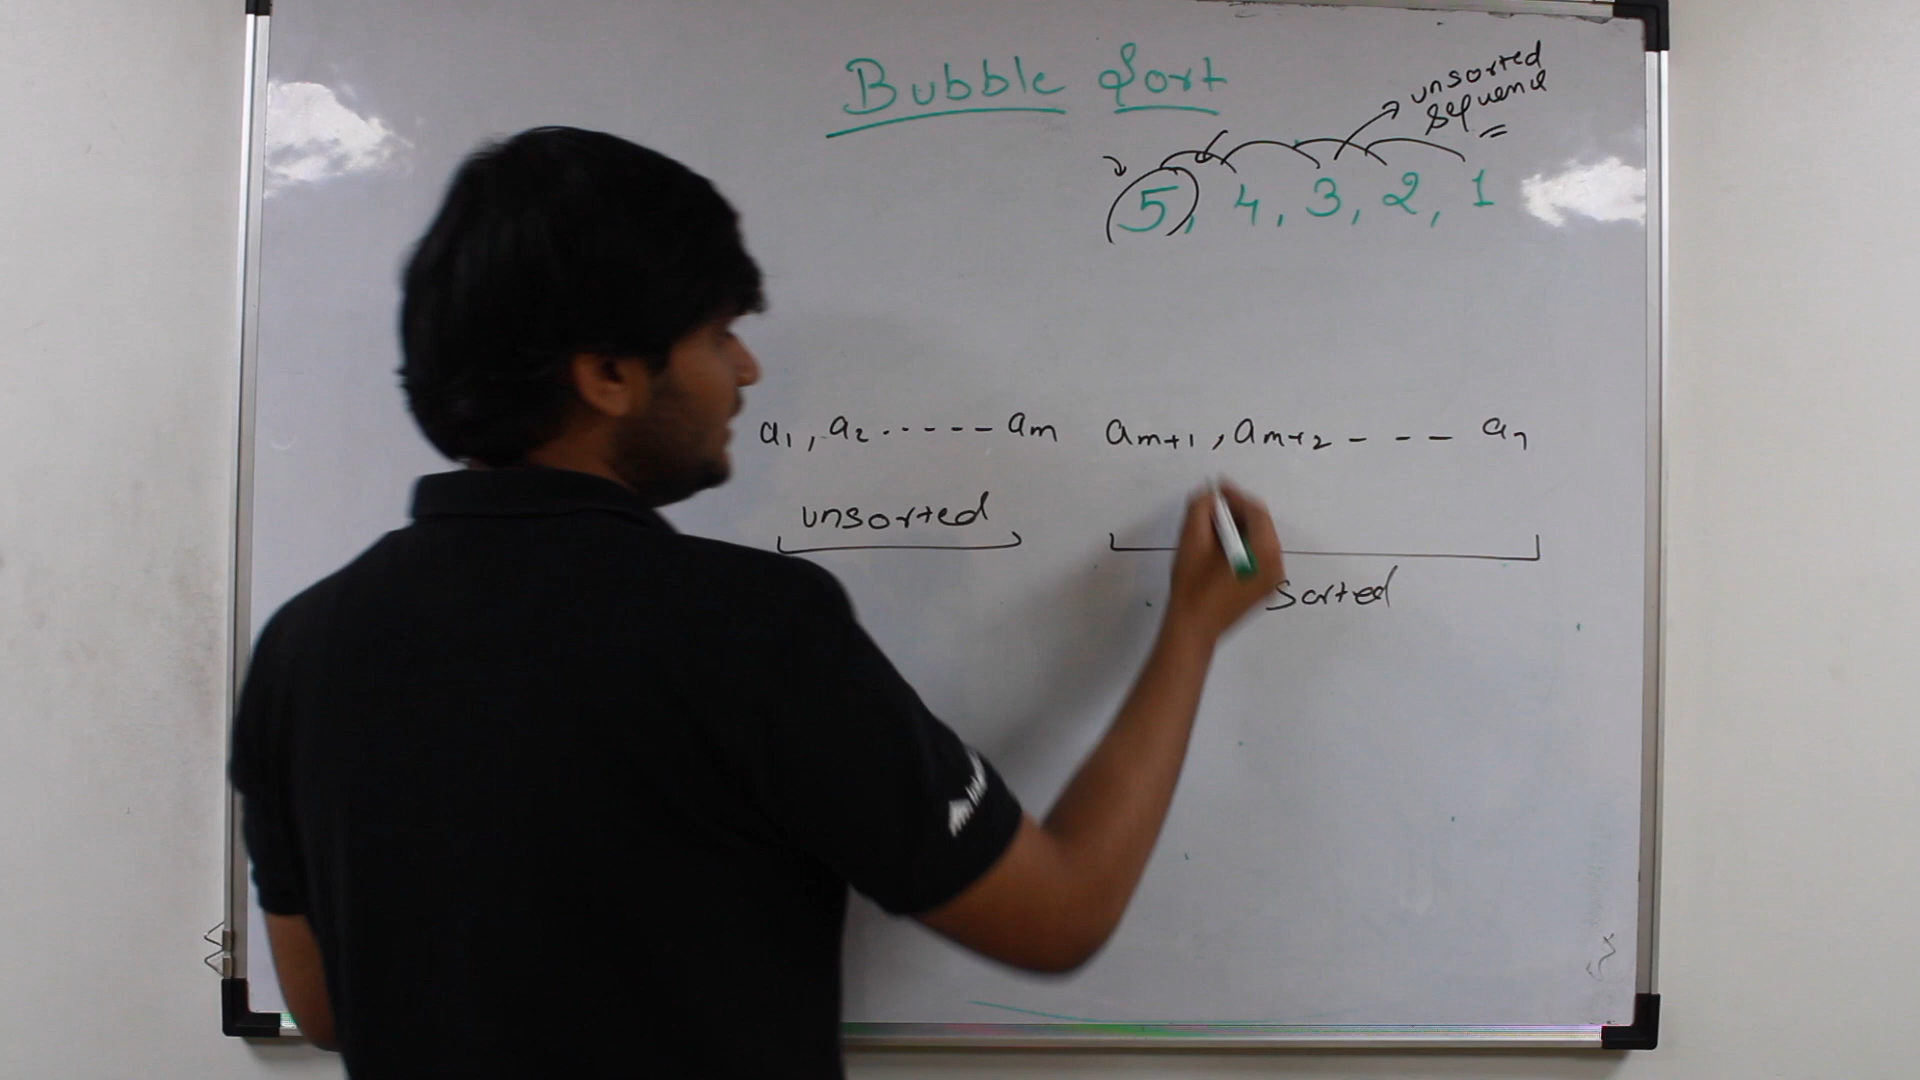 Bubble Sort
unsorted
sequence
5, 4, 3, 2, 1
a1, a2 ------ am am+1, am+2 - - - an
unsorted
sorted